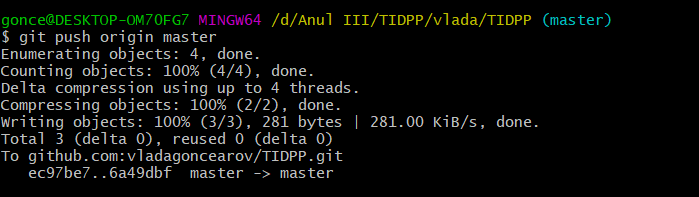 gonce@DESKTOP-OM7OFG7 MINGW64 /d/Anul III/TIDPP/vlada/TIDPP (master)
$ git push origin master
Enumerating objects: 4, done.
Counting objects: 100% (4/4), done.
Delta compression using up to 4 threads.
Compressing objects: 100% (2/2), done.
Writing objects: 100% (3/3), 281 bytes | 281.00 KiB/s, done.
Total 3 (delta 0), reused 0 (delta 0)
To github.com:vladagoncearov/TIDPP.git
   ec97be7..6a49dbf  master -> master